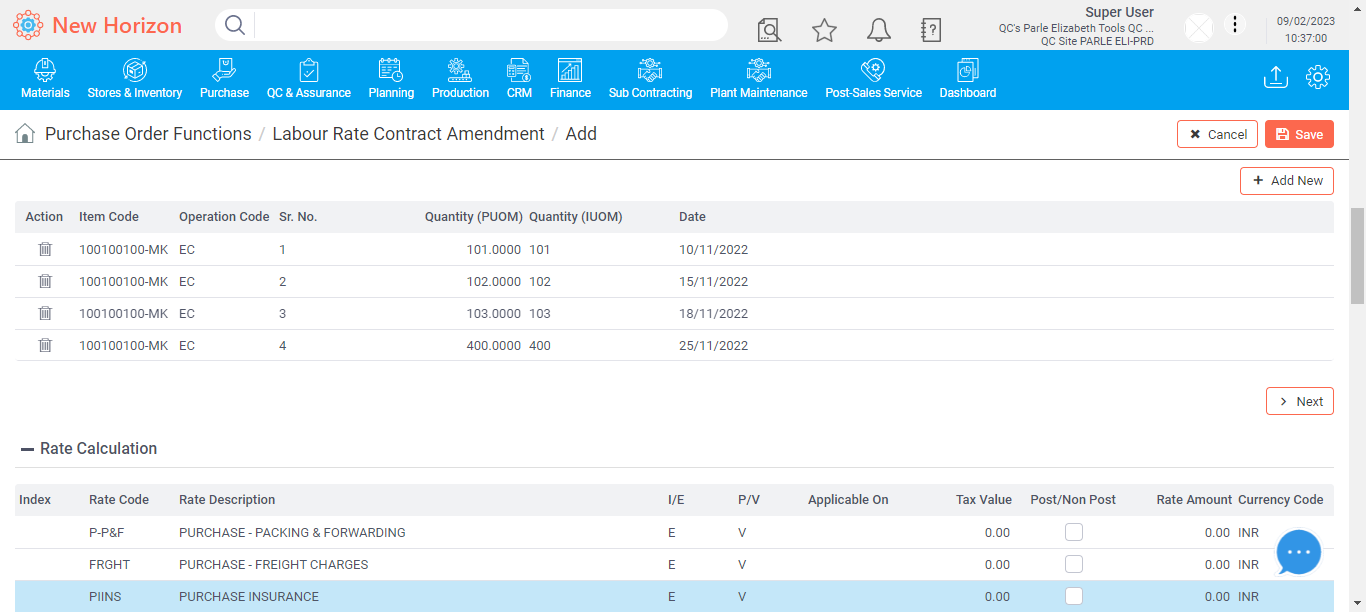 New Horizon
Super User
QC's Parle Elizabeth Tools QC ...
QC Site PARLE ELI-PRD
09/02/2023
10:37:00
Materials Stores & Inventory Purchase QC & Assurance Planning Production CRM Finance Sub Contracting Plant Maintenance Post-Sales Service Dashboard
Purchase Order Functions / Labour Rate Contract Amendment / Add
Cancel Save
+ Add New
Action Item Code Operation Code Sr. No. Quantity (PUOM) Quantity (IUOM) Date
100100100-MK EC 1 101.0000 101 10/11/2022
100100100-MK EC 2 102.0000 102 15/11/2022
100100100-MK EC 3 103.0000 103 18/11/2022
100100100-MK EC 4 400.0000 400 25/11/2022
> Next
Rate Calculation
Index Rate Code Rate Description I/E P/V Applicable On Tax Value Post/Non Post Rate Amount Currency Code
P-P&F PURCHASE - PACKING & FORWARDING E V 0.00 0.00 INR
FRGHT PURCHASE - FREIGHT CHARGES E V 0.00 0.00 INR
PIINS PURCHASE INSURANCE E V 0.00 0.00 INR